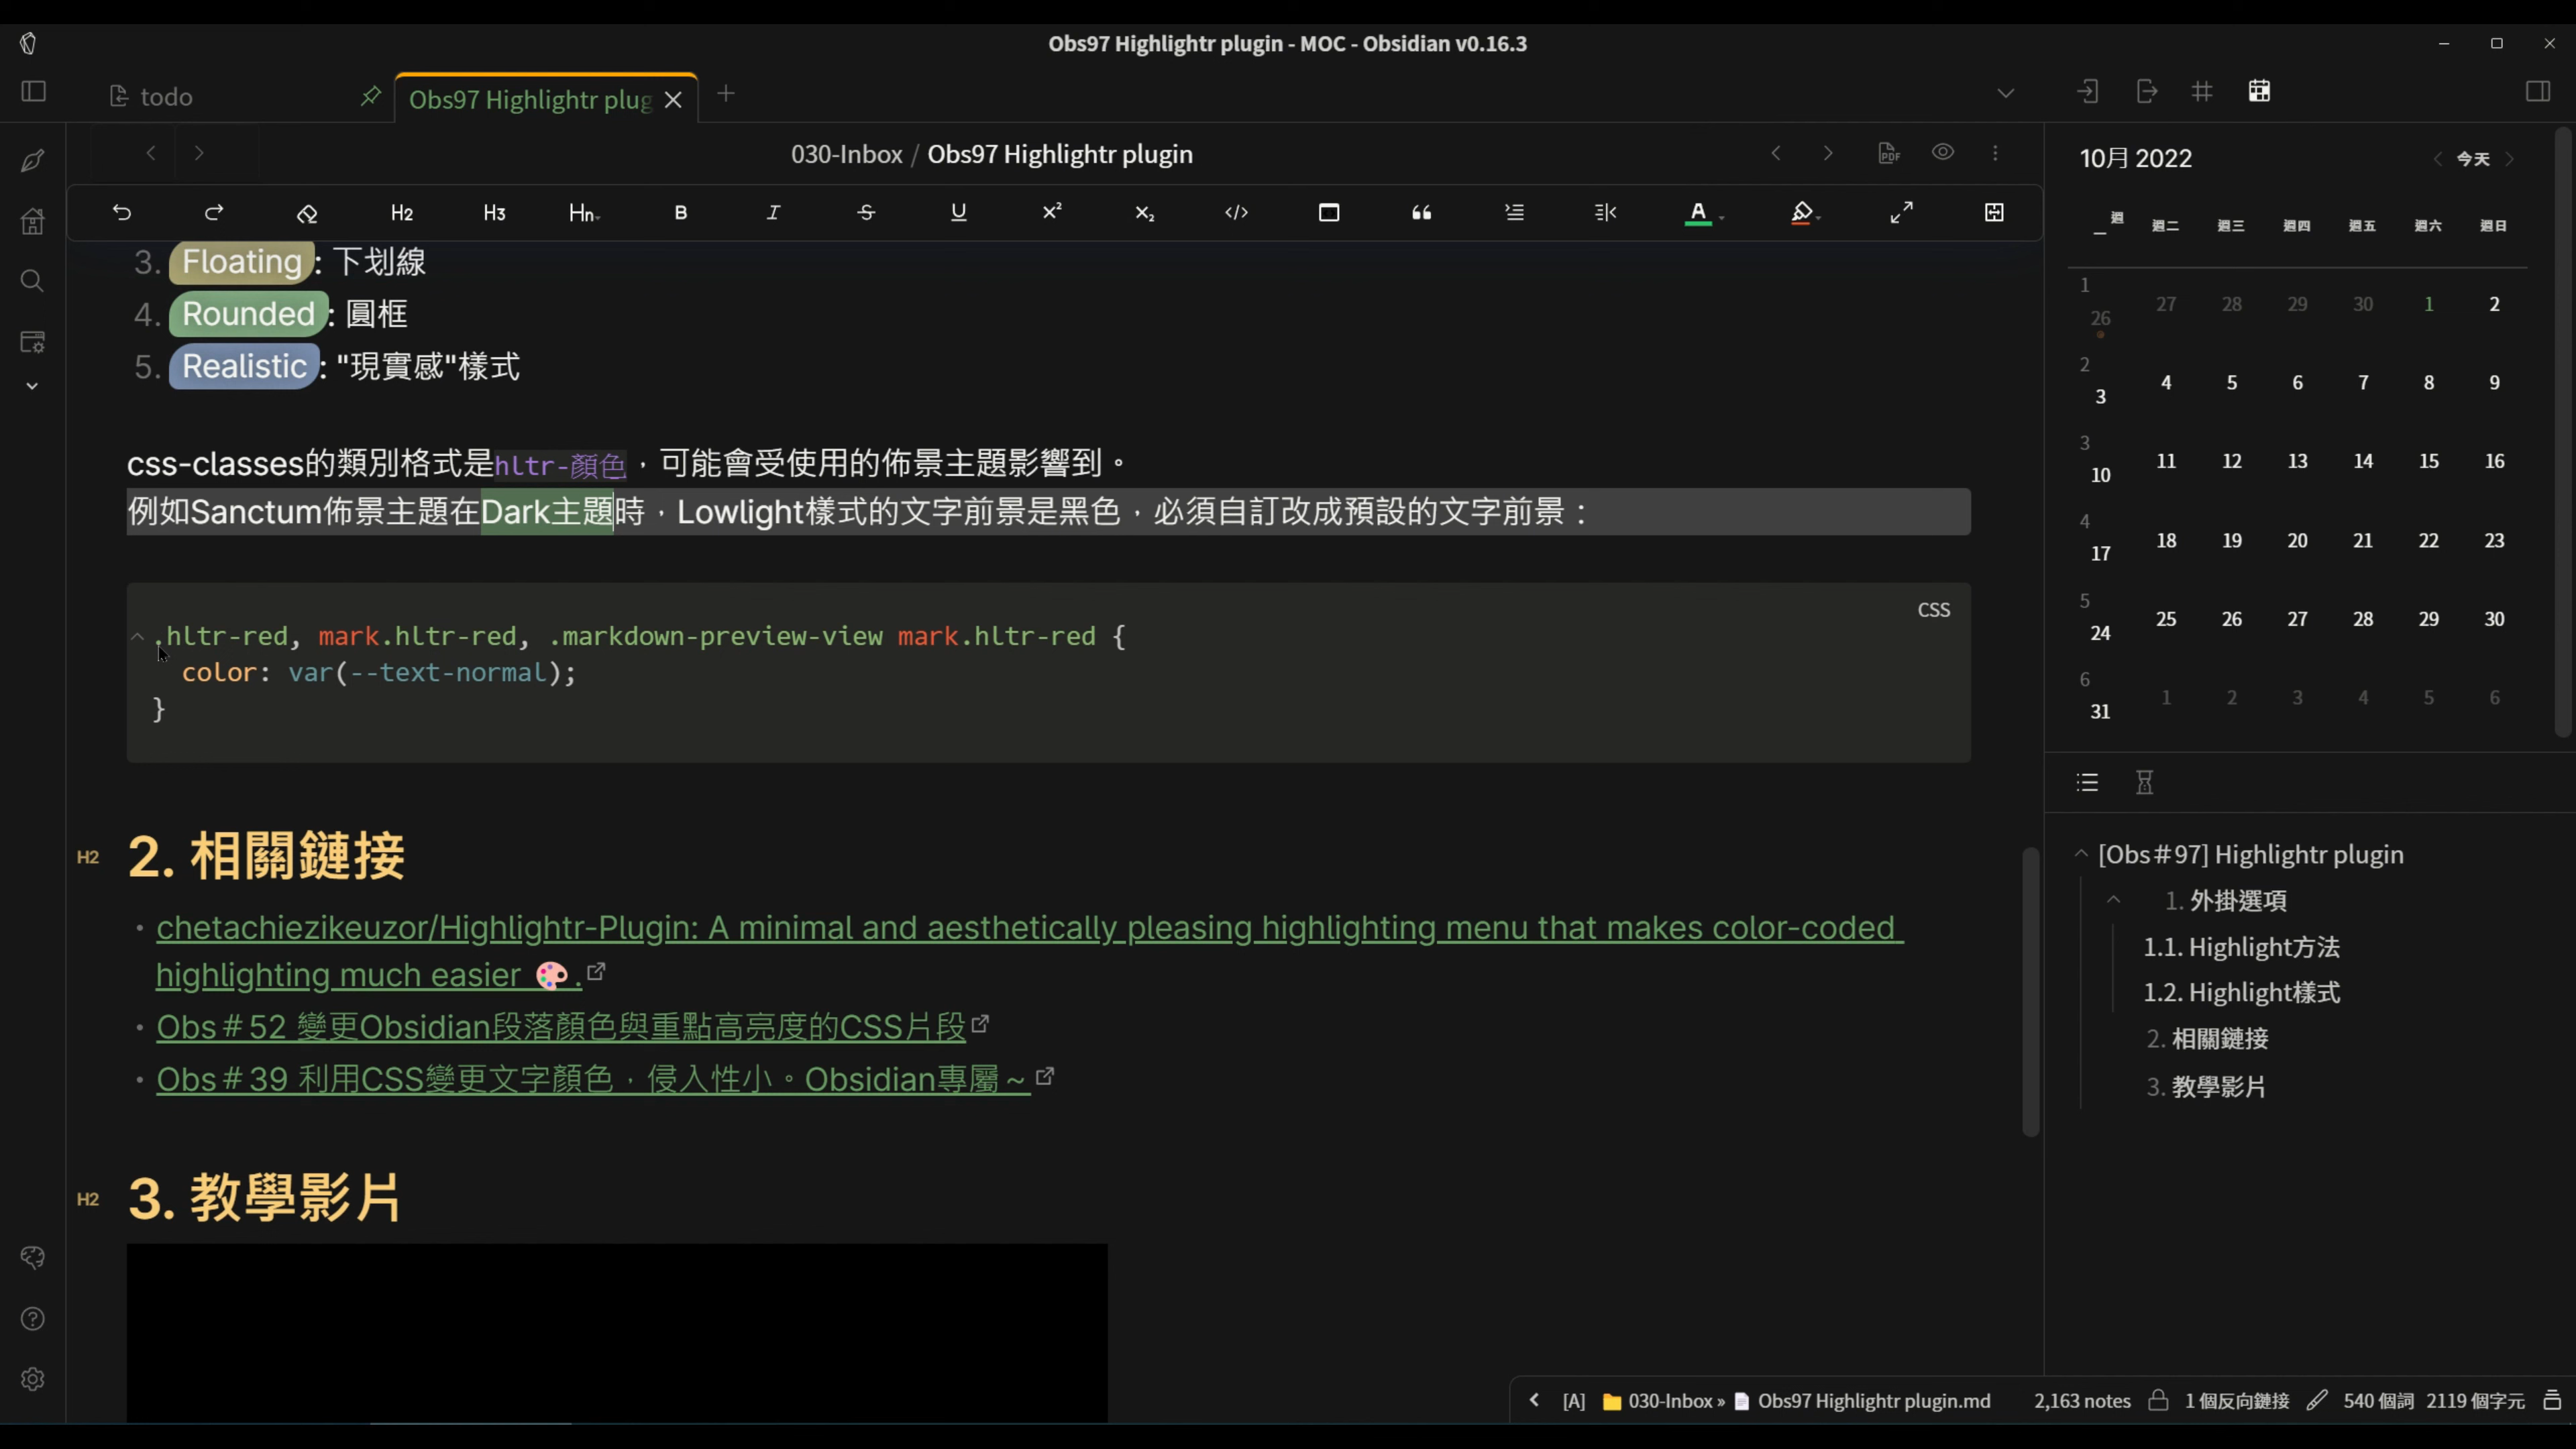 Obs97 Highlightr plugin - MOC - Obsidian v0.16.3
todo
Obs97 Highlightr plug
030-Inbox / Obs97 Highlightr plugin
H2 H3 Hn B I S U X² X₂ </> A
3. Floating : 下划線
4. Rounded : 圓框
5. Realistic : "現實感"樣式
css-classes的類別格式是hltr-顏色，可能會受使用的佈景主題影響到。
例如Sanctum佈景主題在Dark主題時，Lowlight樣式的文字前景是黑色，必須自訂改成預設的文字前景：
CSS
.hltr-red, mark.hltr-red, .markdown-preview-view mark.hltr-red {
color: var(--text-normal);
}
H2 2. 相關鏈接
• chetachiezikeuzor/Highlightr-Plugin: A minimal and aesthetically pleasing highlighting menu that makes color-coded
highlighting much easier 🎨.
• Obs＃52 變更Obsidian段落顏色與重點高亮度的CSS片段
• Obs＃39 利用CSS變更文字顏色，侵入性小。Obsidian專屬～
H2 3. 教學影片
10月 2022
今天
週一 週二 週三 週四 週五 週六 週日
1 26 27 28 29 30 1 2
2 3 4 5 6 7 8 9
3 10 11 12 13 14 15 16
4 17 18 19 20 21 22 23
5 24 25 26 27 28 29 30
6 31 1 2 3 4 5 6
[Obs＃97] Highlightr plugin
1. 外掛選項
1.1. Highlight方法
1.2. Highlight樣式
2. 相關鏈接
3. 教學影片
[A] 030-Inbox » Obs97 Highlightr plugin.md 2,163 notes 1 個反向鏈接 540 個詞 2119 個字元